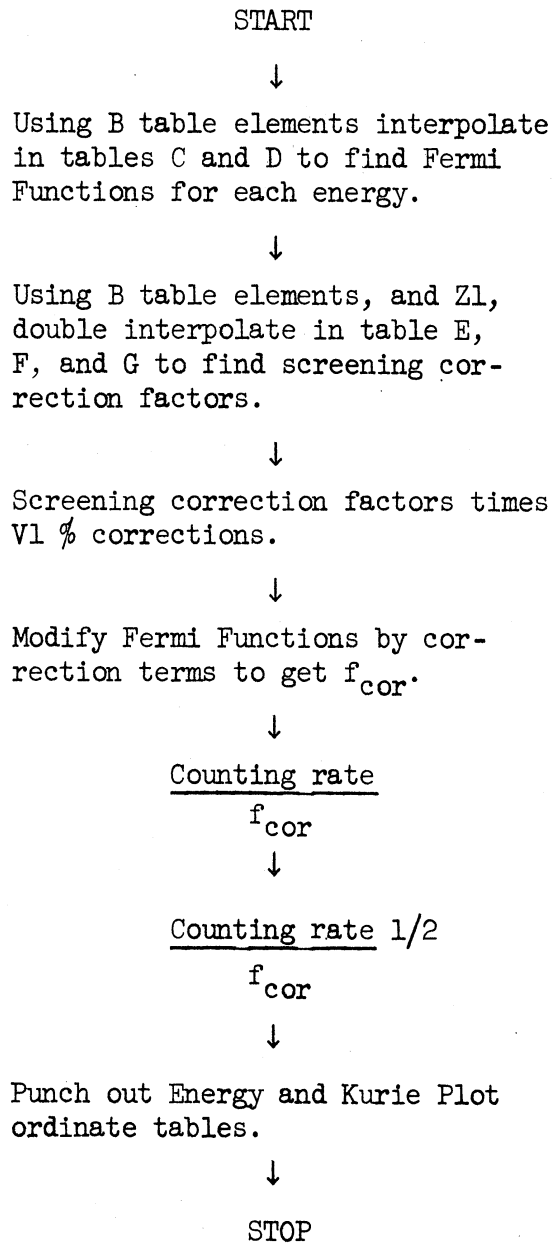 START
↓
Using B table elements interpolate
in tables C and D to find Fermi
Functions for each energy.
↓
Using B table elements, and Z1,
double interpolate in table E,
F, and G to find screening cor-
rection factors.
↓
Screening correction factors times
V1 % corrections.
↓
Modify Fermi Functions by cor-
rection terms to get fcor.
↓
Counting rate
fcor
↓
Counting rate 1/2
fcor
↓
Punch out Energy and Kurie Plot
ordinate tables.
↓
STOP